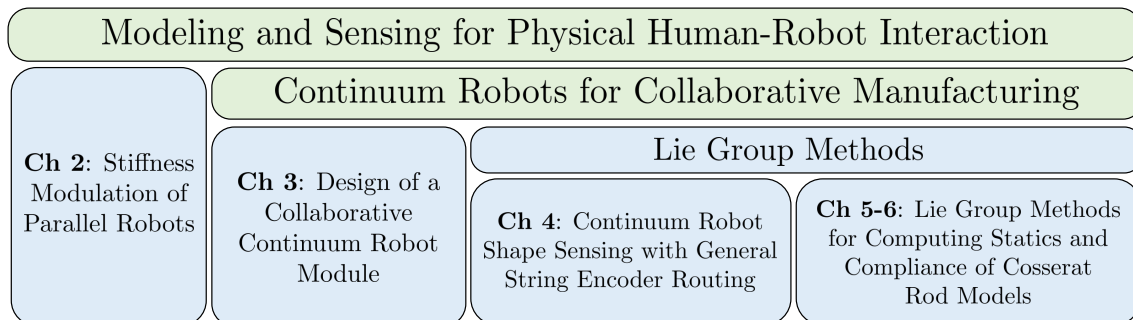 Modeling and Sensing for Physical Human-Robot Interaction
Continuum Robots for Collaborative Manufacturing
Ch 2: Stiffness
Modulation of
Parallel Robots
Ch 3: Design of a
Collaborative
Continuum Robot
Module
Lie Group Methods
Ch 4: Continuum Robot
Shape Sensing with General
String Encoder Routing
Ch 5-6: Lie Group Methods
for Computing Statics and
Compliance of Cosserat
Rod Models